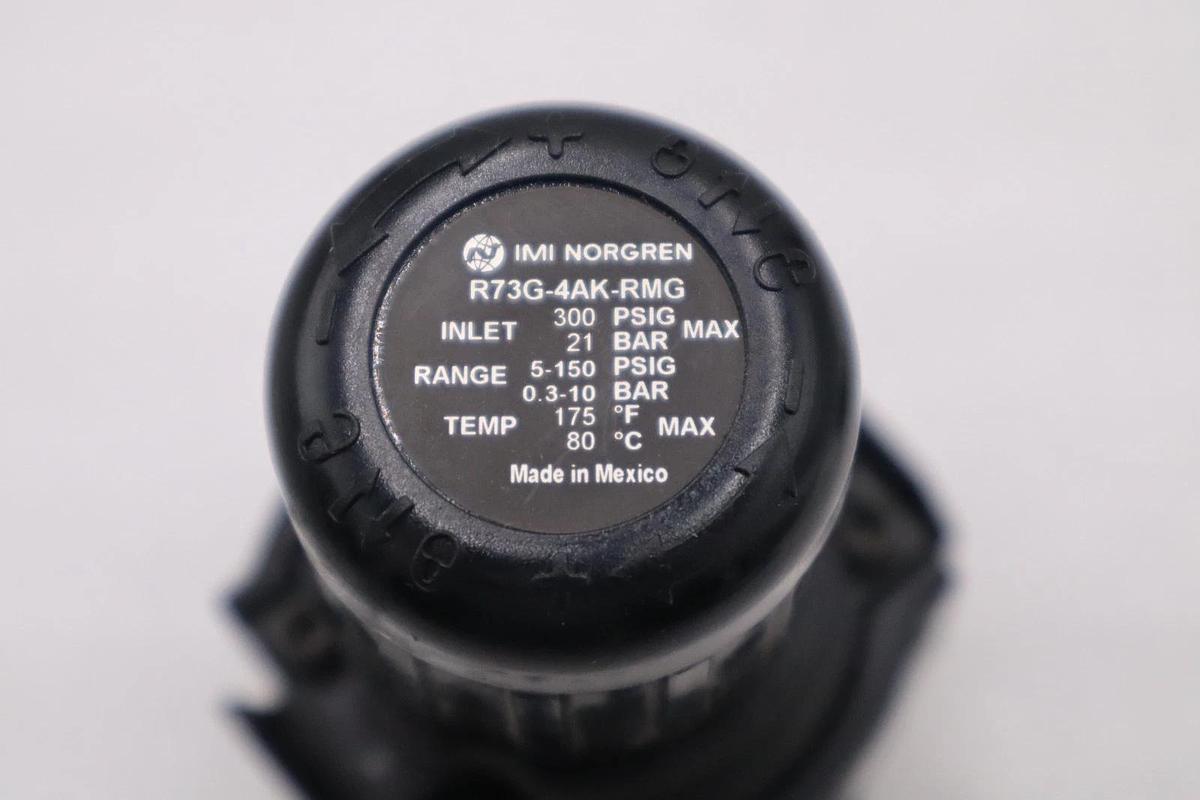 IMI NORGREN
R73G-4AK-RMG
INLET 300 PSIG MAX
21 BAR
RANGE 5-150 PSIG
0.3-10 BAR
TEMP 175 °F MAX
80 °C
Made in Mexico
+
-
-
+